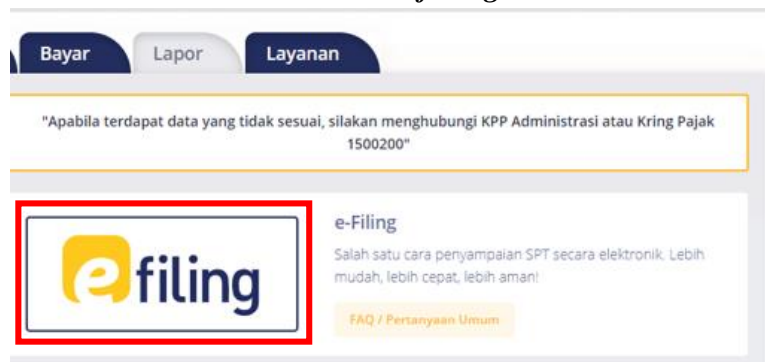 Bayar
Lapor
Layanan
"Apabila terdapat data yang tidak sesuai, silakan menghubungi KPP Administrasi atau Kring Pajak
1500200"
e-Filing
Salah satu cara penyampaian SPT secara elektronik. Lebih
mudah, lebih cepat, lebih aman!
FAQ / Pertanyaan Umum
efiling